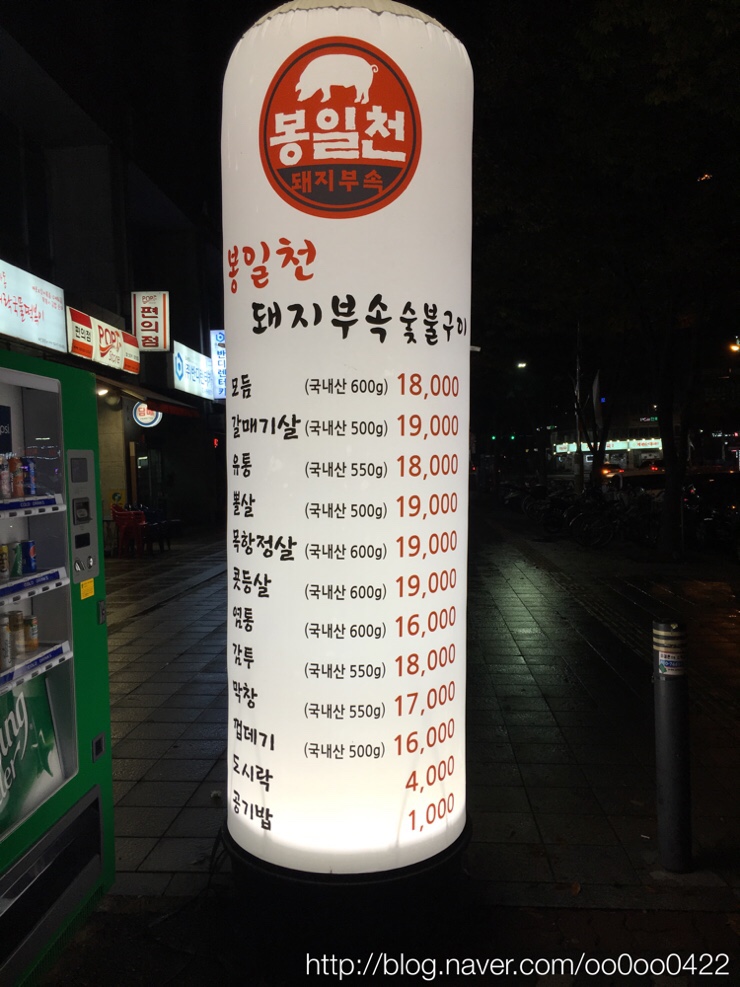 봉일천
돼지부속
봉일천
돼지부속 숯불구이
모듬 (국내산 600g) 18,000
갈매기살 (국내산 500g) 19,000
유통 (국내산 550g) 18,000
뽈살 (국내산 500g) 19,000
목항정살 (국내산 600g) 19,000
콧등살 (국내산 600g) 19,000
염통 (국내산 600g) 16,000
감투 (국내산 550g) 18,000
막창 (국내산 550g) 17,000
껍데기 (국내산 500g) 16,000
도시락 4,000
공기밥 1,000
편의점
편의점
http://blog.naver.com/oo0oo0422